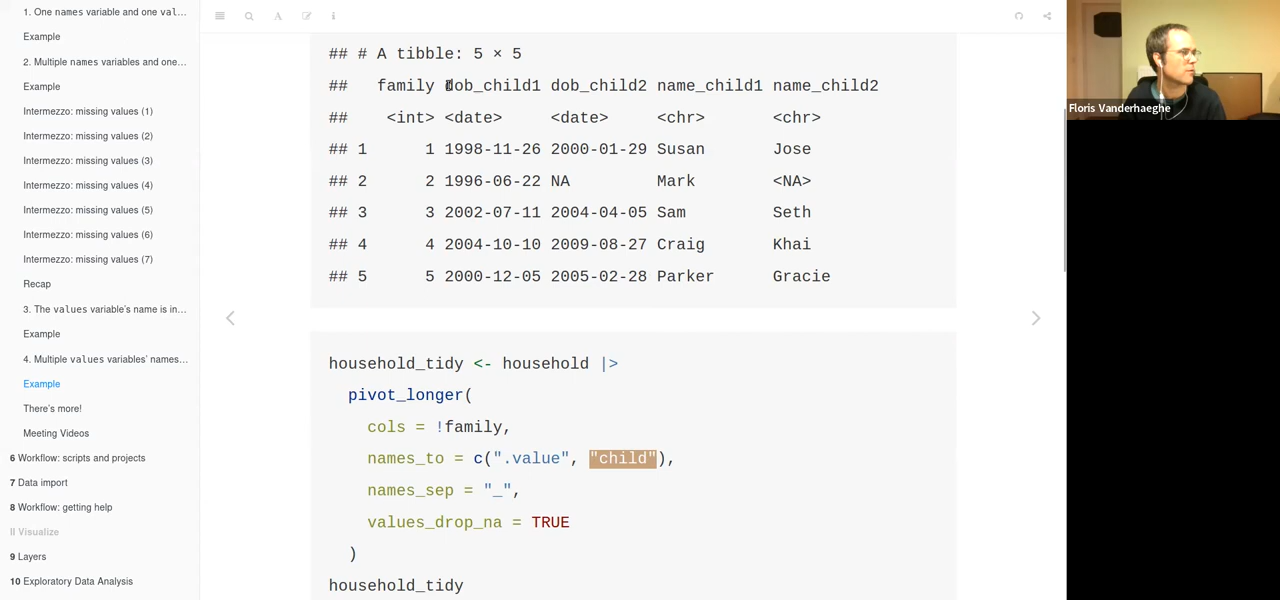 1. One names variable and one val...
Example
2. Multiple names variables and one...
Example
Intermezzo: missing values (1)
Intermezzo: missing values (2)
Intermezzo: missing values (3)
Intermezzo: missing values (4)
Intermezzo: missing values (5)
Intermezzo: missing values (6)
Intermezzo: missing values (7)
Recap
3. The values variable's name is in...
Example
4. Multiple values variables' names...
Example
There's more!
Meeting Videos
6 Workflow: scripts and projects
7 Data import
8 Workflow: getting help
II Visualize
9 Layers
10 Exploratory Data Analysis
## # A tibble: 5 × 5
##   family dob_child1 dob_child2 name_child1 name_child2
##    <int> <date>     <date>     <chr>       <chr>
## 1      1 1998-11-26 2000-01-29 Susan       Jose
## 2      2 1996-06-22 NA         Mark        <NA>
## 3      3 2002-07-11 2004-04-05 Sam         Seth
## 4      4 2004-10-10 2009-08-27 Craig       Khai
## 5      5 2000-12-05 2005-02-28 Parker      Gracie
household_tidy <- household |>
  pivot_longer(
    cols = !family,
    names_to = c(".value", "child"),
    names_sep = "_",
    values_drop_na = TRUE
  )
household_tidy
Floris Vanderhaeghe